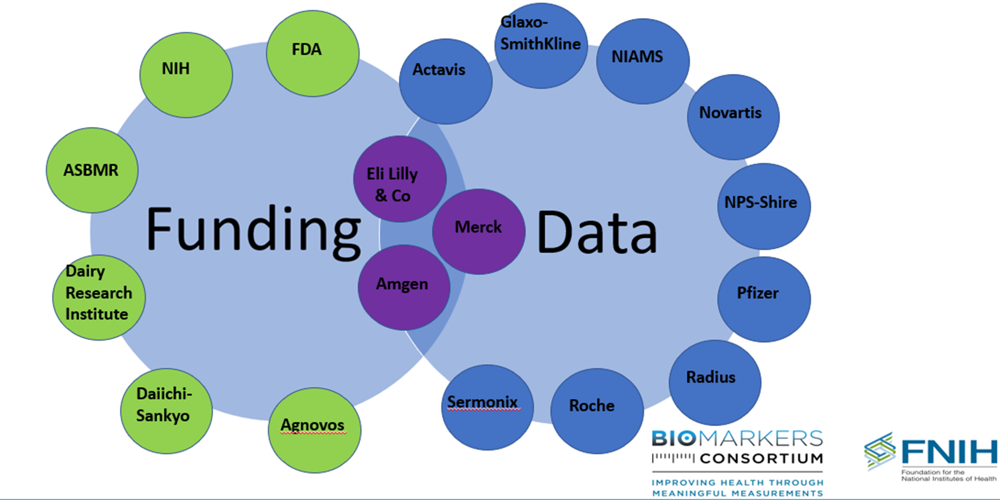 Glaxo-
SmithKline
FDA
NIAMS
NIH
Actavis
Novartis
ASBMR
Eli Lilly
& Co
NPS-Shire
Funding
Merck
Data
Dairy
Research
Institute
Amgen
Pfizer
Radius
Daiichi-
Sankyo
Sermonix
Roche
Agnovos
BIOMARKERS
CONSORTIUM
IMPROVING HEALTH THROUGH
MEANINGFUL MEASUREMENTS
FNIH
Foundation for the
National Institutes of Health